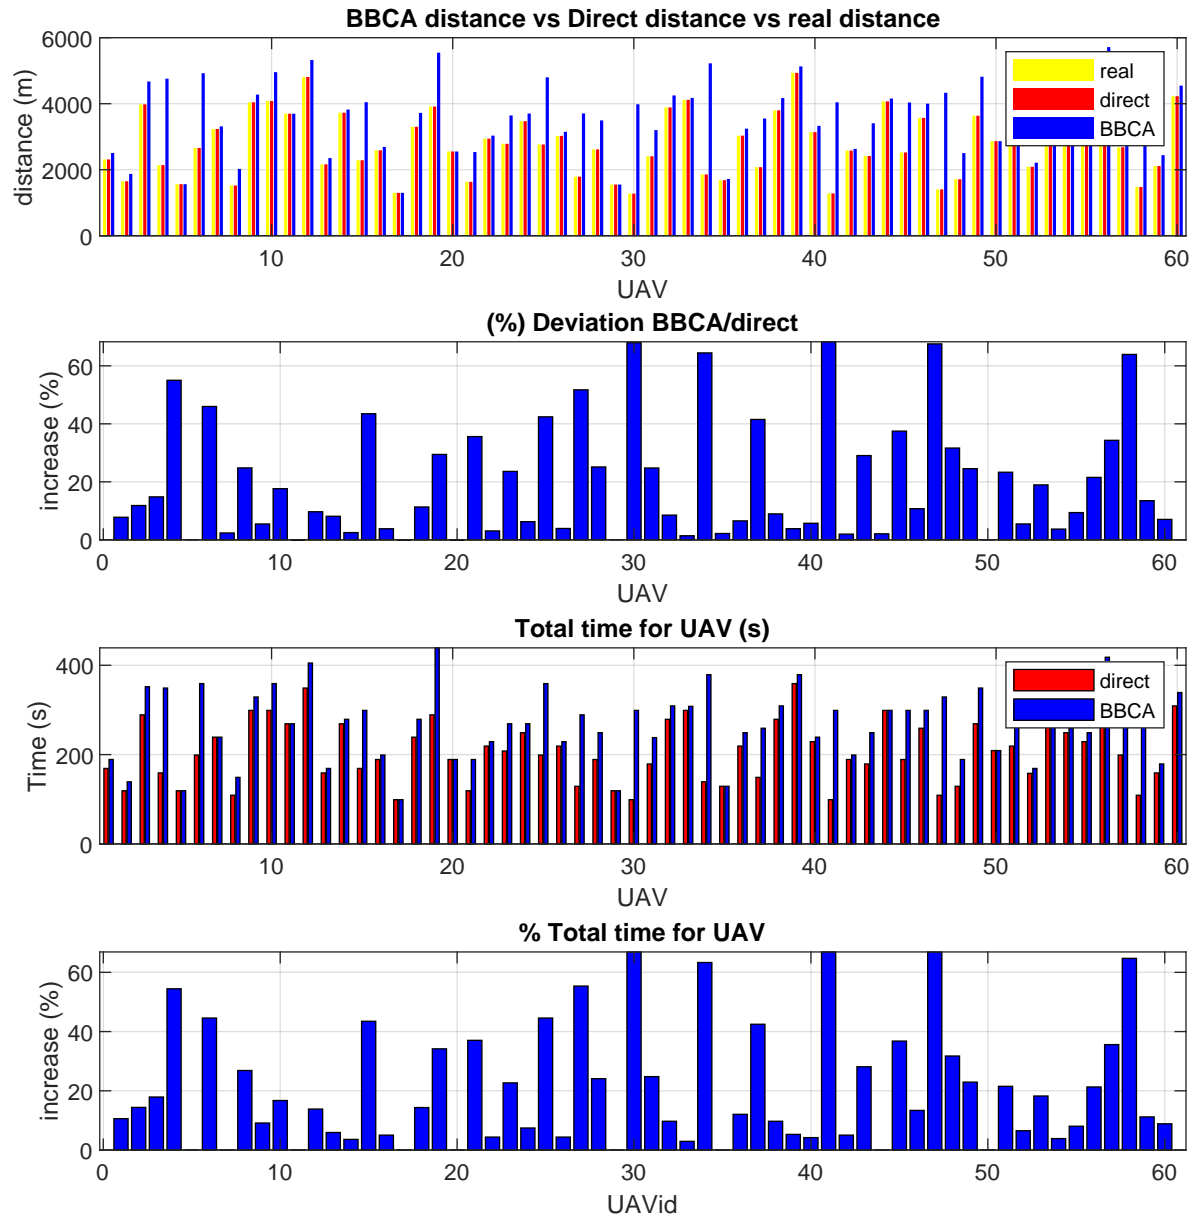 BBCA distance vs Direct distance vs real distance
6000
4000
2000
0
distance (m)
real
direct
BBCA
10 20 30 40 50 60
UAV
(%) Deviation BBCA/direct
60
40
20
0
increase (%)
0 10 20 30 40 50 60
UAV
Total time for UAV (s)
400
200
0
Time (s)
direct
BBCA
10 20 30 40 50 60
UAV
% Total time for UAV
60
40
20
0
increase (%)
0 10 20 30 40 50 60
UAVid